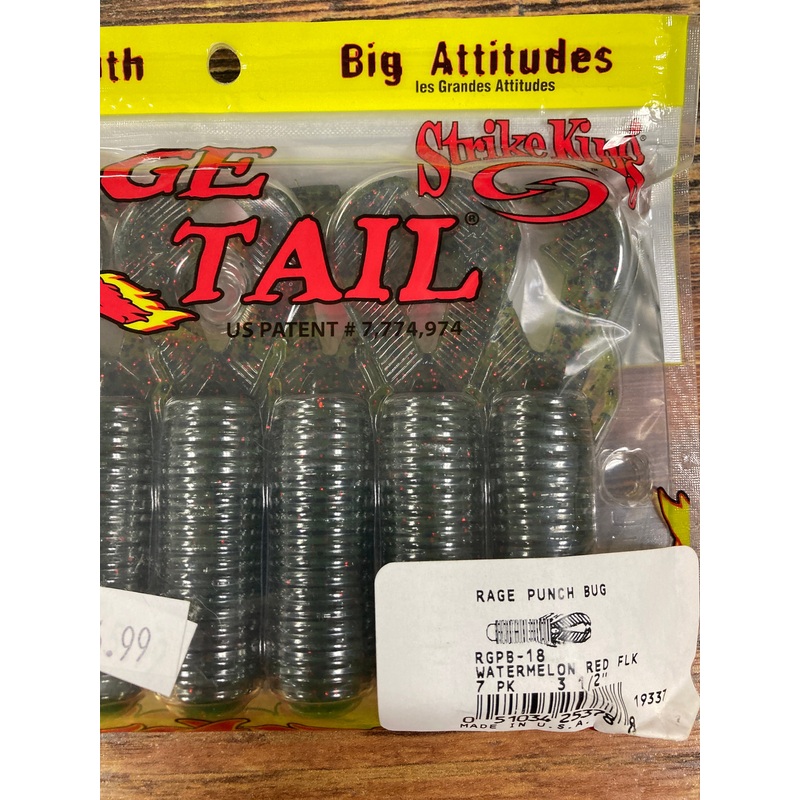 Big Attitudes
les Grandes Attitudes
Strike King®
GE
TAIL®
US PATENT # 7,774,974
.99
RAGE PUNCH BUG
RGPB-18
WATERMELON RED FLK
7 PK 3 1/2"
19337
MADE IN U.S.A.